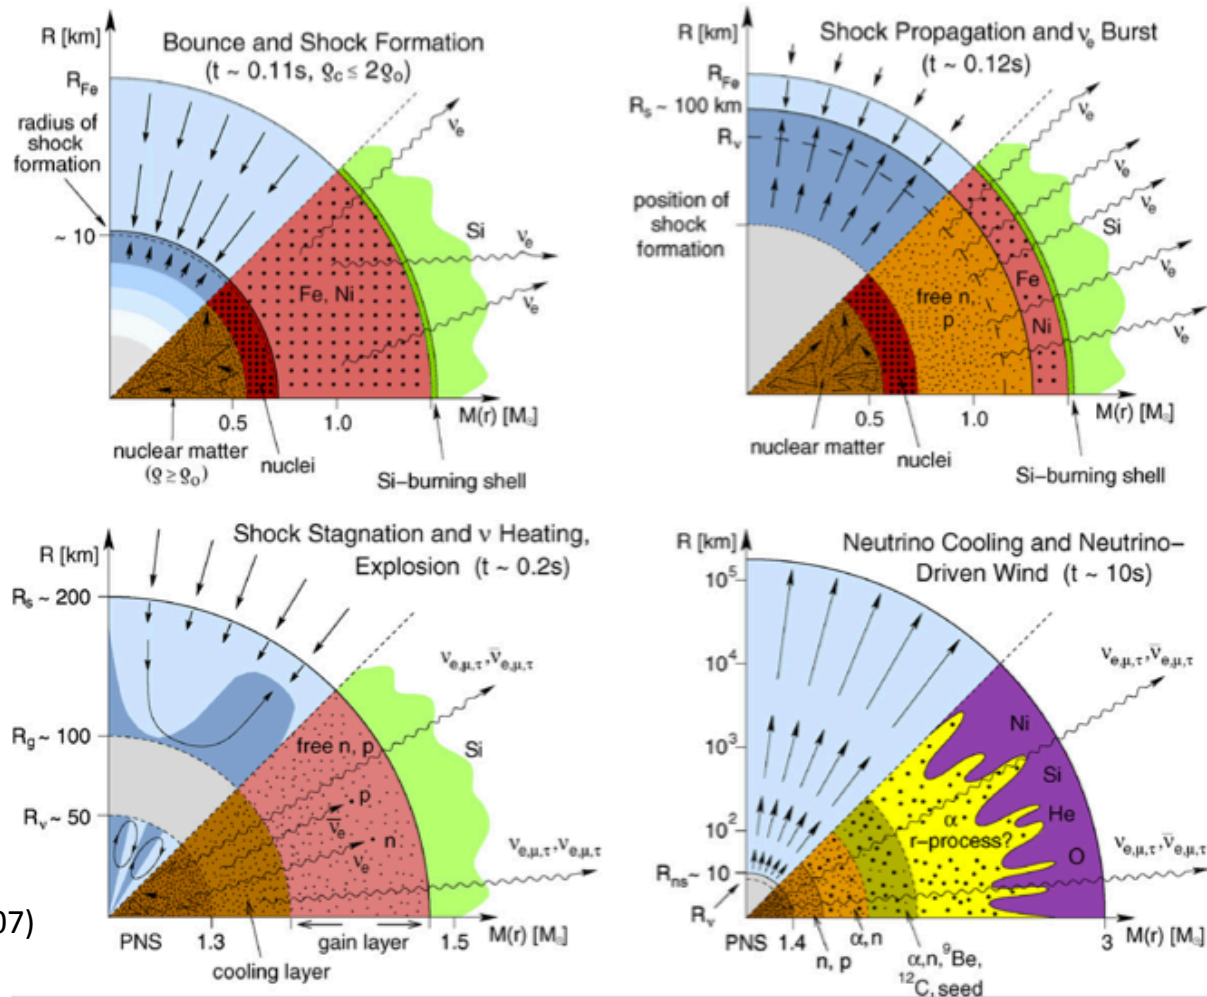 R [km]
Bounce and Shock Formation
(t ~ 0.11s, ϱc ≤ 2ϱo)
RFe
radius of
shock
formation
~ 10
νe
Si
νe
Fe, Ni
νe
0.5
1.0
M(r) [M☉]
nuclear matter
(ϱ ≥ ϱo)
nuclei
Si–burning shell
R [km]
Shock Propagation and νe Burst
(t ~ 0.12s)
RFe
Rs ~ 100 km
Rν
position of
shock
formation
νe
νe
νe
Si
νe
Fe
free n,
p
Ni
νe
0.5
1.0
M(r) [M☉]
nuclear matter
nuclei
Si–burning shell
R [km]
Shock Stagnation and ν Heating,
Explosion (t ~ 0.2s)
Rs ~ 200
νe,μ,τ, ν̄e,μ,τ
Rg ~ 100
free n, p
Si
p
Rν ~ 50
ν̄e
n
νe
νe,μ,τ, νe,μ,τ
07)
PNS
1.3
gain layer
1.5
M(r) [M☉]
cooling layer
R [km]
Neutrino Cooling and Neutrino–
Driven Wind (t ~ 10s)
10⁵
10⁴
νe,μ,τ, ν̄e,μ,τ
Ni
10³
Si
He
10²
α
r–process?
O
νe,μ,τ, ν̄e,μ,τ
Rns ~ 10
Rν
PNS
1.4
α,n
3
M(r) [M☉]
n, p
α,n,⁹Be,
¹²C, seed